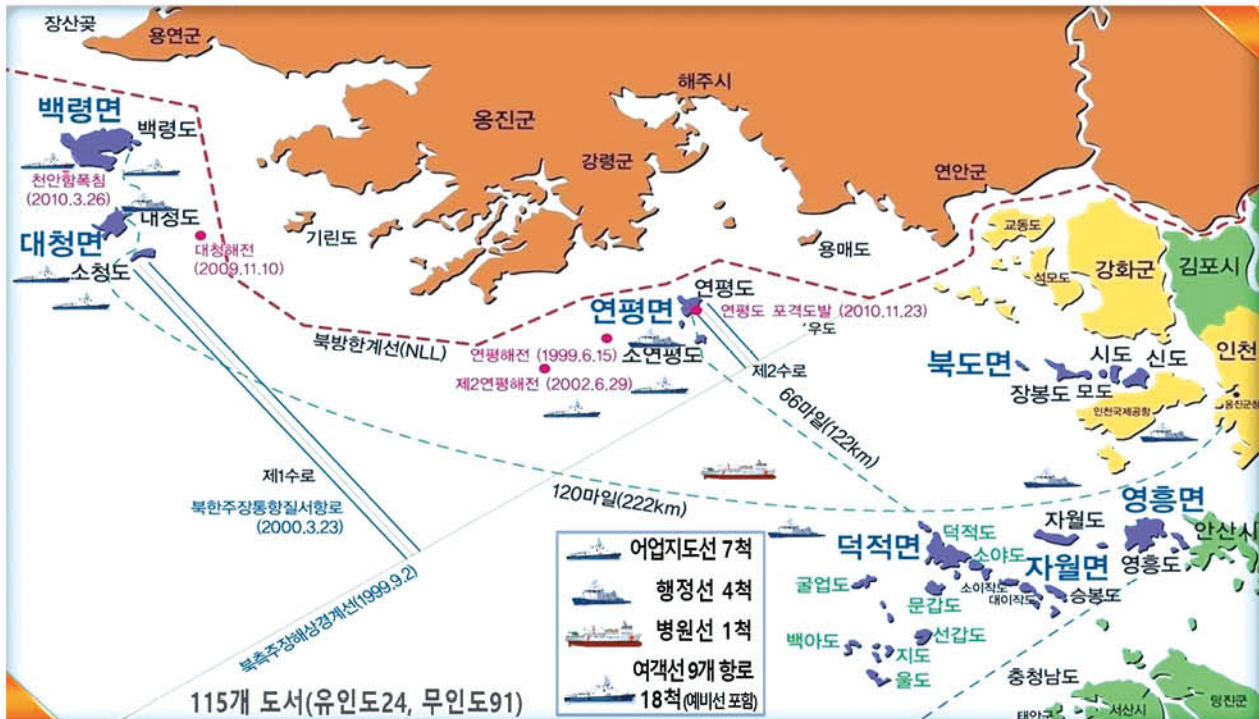 장산곶
용연군
해주시
백령면
백령도
옹진군
강령군
연안군
천안함폭침
(2010.3.26)
대청도
대청면
소청도
대청해전
(2009.11.10)
기린도
용매도
교동도
석모도
강화군
김포시
연평도
연평면
연평도 포격도발 (2010.11.23)
우도
북방한계선(NLL)
연평해전 (1999.6.15)
소연평도
제2연평해전 (2002.6.29)
제2수로
북도면
시도
신도
인천
장봉도
모도
인천국제공항
66마일(122km)
제1수로
120마일(222km)
북한주장통항질서항로
(2000.3.23)
북측주장해상경계선(1999.9.2)
영흥면
자월도
안산시
영흥도
덕적면
덕적도
소야도
자월면
굴업도
소이작도
대이작도
승봉도
문갑도
백아도
선갑도
지도
울도
충청남도
태안군
서산시
어업지도선 7척
행정선 4척
병원선 1척
여객선 9개 항로
18척(예비선 포함)
115개 도서(유인도24, 무인도91)